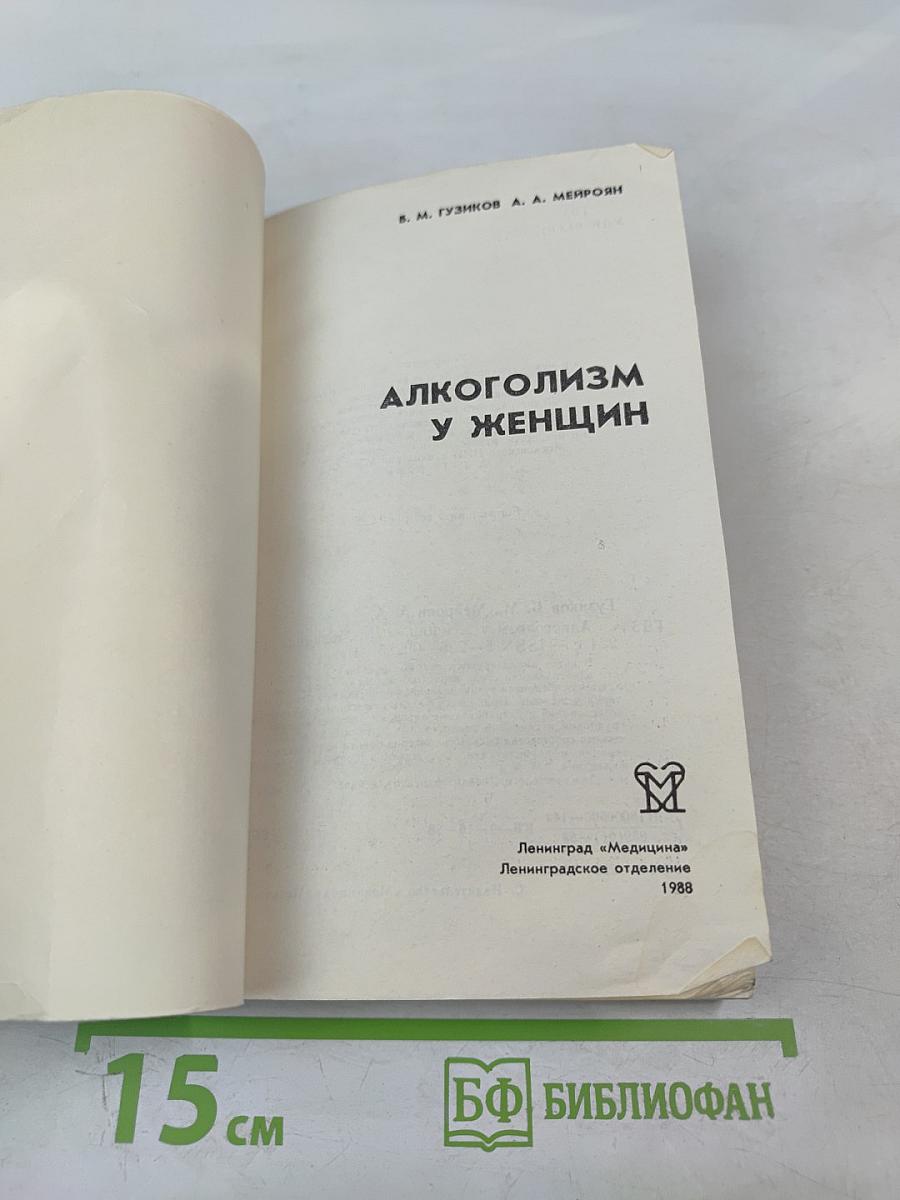 Б. М. ГУЗИКОВ А. А. МЕЙРОЯН
АЛКОГОЛИЗМ
У ЖЕНЩИН
М
Ленинград «Медицина»
Ленинградское отделение
1988
15 см
БФ БИБЛИОФАН